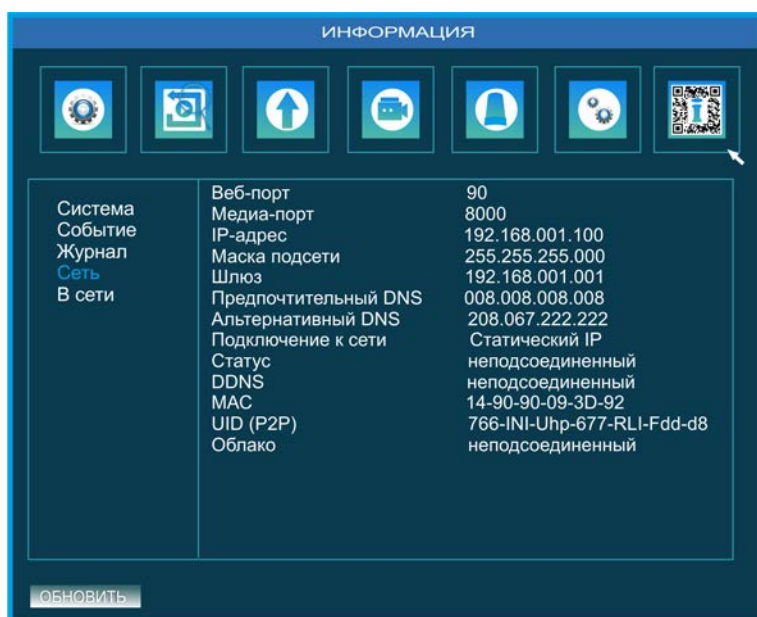 ИНФОРМАЦИЯ
Система
Событие
Журнал
Сеть
В сети
Веб-порт 90
Медиа-порт 8000
IP-адрес 192.168.001.100
Маска подсети 255.255.255.000
Шлюз 192.168.001.001
Предпочтительный DNS 008.008.008.008
Альтернативный DNS 208.067.222.222
Подключение к сети Статический IP
Статус неподсоединенный
DDNS неподсоединенный
MAC 14-90-90-09-3D-92
UID (P2P) 766-INI-Uhp-677-RLI-Fdd-d8
Облако неподсоединенный
ОБНОВИТЬ